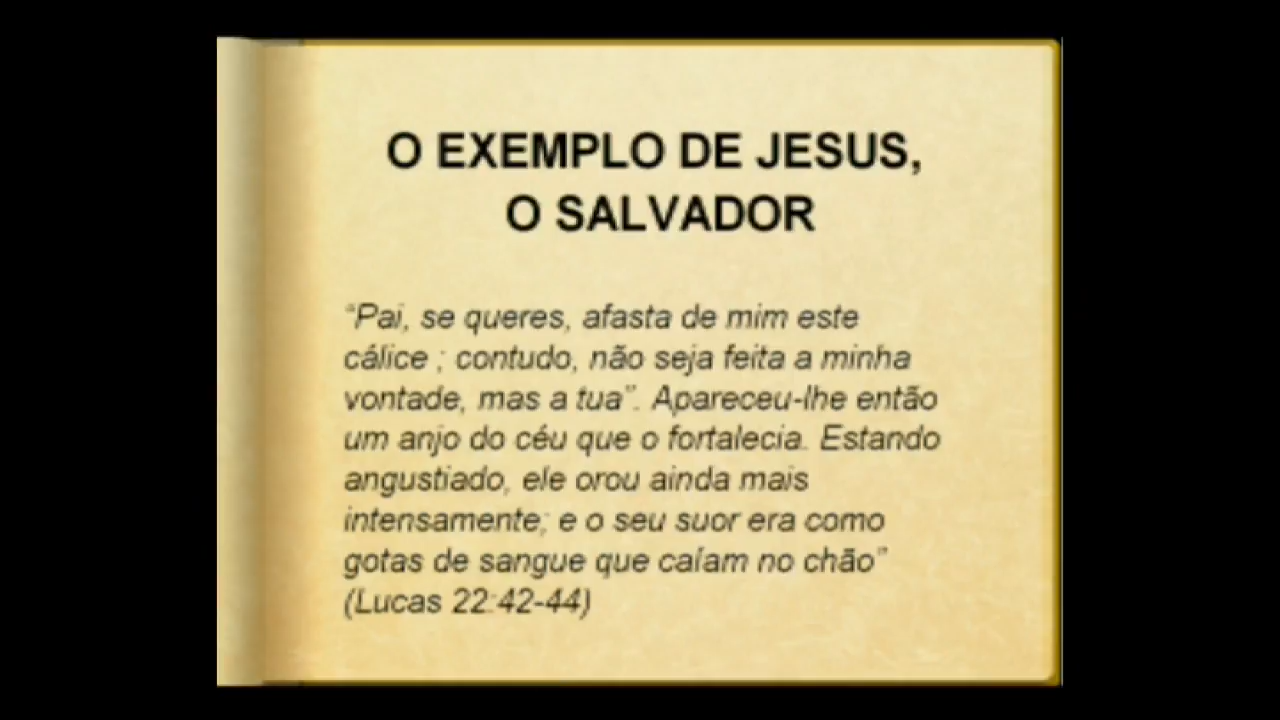 O EXEMPLO DE JESUS,
O SALVADOR
“Pai, se queres, afasta de mim este
cálice ; contudo, não seja feita a minha
vontade, mas a tua”. Apareceu-lhe então
um anjo do céu que o fortalecia. Estando
angustiado, ele orou ainda mais
intensamente; e o seu suor era como
gotas de sangue que caíam no chão”
(Lucas 22:42-44)